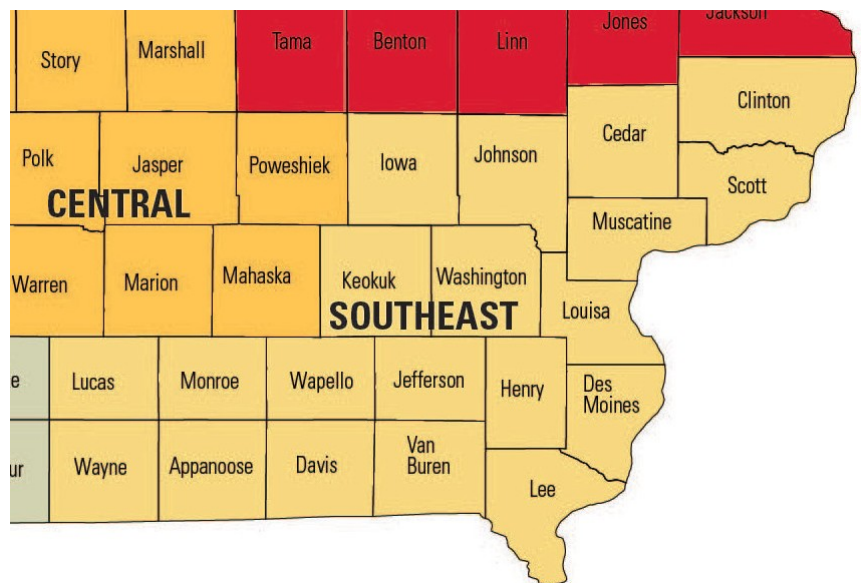 Jackson
Jones
Tama
Benton
Linn
Marshall
Story
Clinton
Cedar
Polk
Jasper
Poweshiek
Iowa
Johnson
Scott
CENTRAL
Muscatine
Warren
Marion
Mahaska
Keokuk
Washington
SOUTHEAST
Louisa
e
Lucas
Monroe
Wapello
Jefferson
Henry
Des
Moines
ur
Wayne
Appanoose
Davis
Van
Buren
Lee